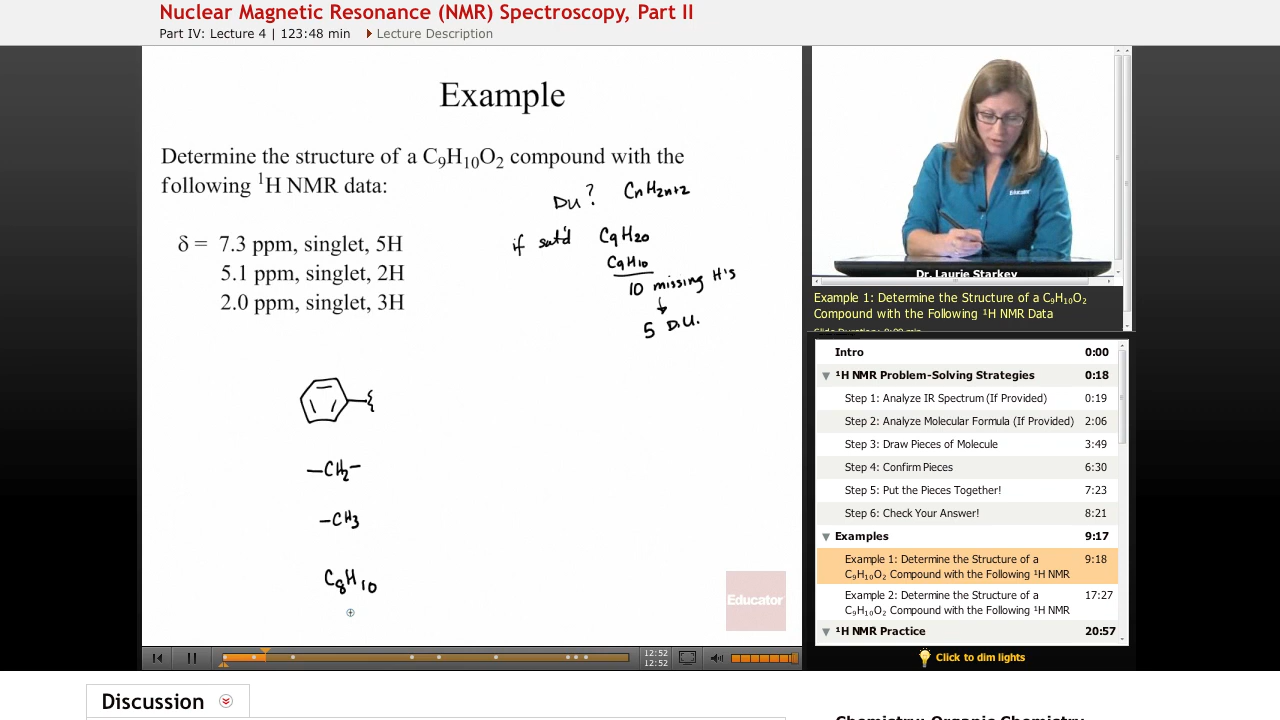 Nuclear Magnetic Resonance (NMR) Spectroscopy, Part II
Part IV: Lecture 4 | 123:48 min Lecture Description
Example
Determine the structure of a C₉H₁₀O₂ compound with the
following ¹H NMR data:
DU? CnH2n+2
δ = 7.3 ppm, singlet, 5H
5.1 ppm, singlet, 2H
2.0 ppm, singlet, 3H
if sat'd C9H20
C9H10
10 missing H's
5 D.U.
-CH2-
-CH3
C8H10
Educator
12:52
12:52
Educator
Dr. Laurie Starkey
Example 1: Determine the Structure of a C₉H₁₀O₂
Compound with the Following ¹H NMR Data
Slide Duration: 8:09 min
Intro 0:00
¹H NMR Problem-Solving Strategies 0:18
Step 1: Analyze IR Spectrum (If Provided) 0:19
Step 2: Analyze Molecular Formula (If Provided) 2:06
Step 3: Draw Pieces of Molecule 3:49
Step 4: Confirm Pieces 6:30
Step 5: Put the Pieces Together! 7:23
Step 6: Check Your Answer! 8:21
Examples 9:17
Example 1: Determine the Structure of a 9:18
C₉H₁₀O₂ Compound with the Following ¹H NMR
Example 2: Determine the Structure of a 17:27
C₉H₁₀O₂ Compound with the Following ¹H NMR
¹H NMR Practice 20:57
Click to dim lights
Discussion
Chemistry: Organic Chemistry